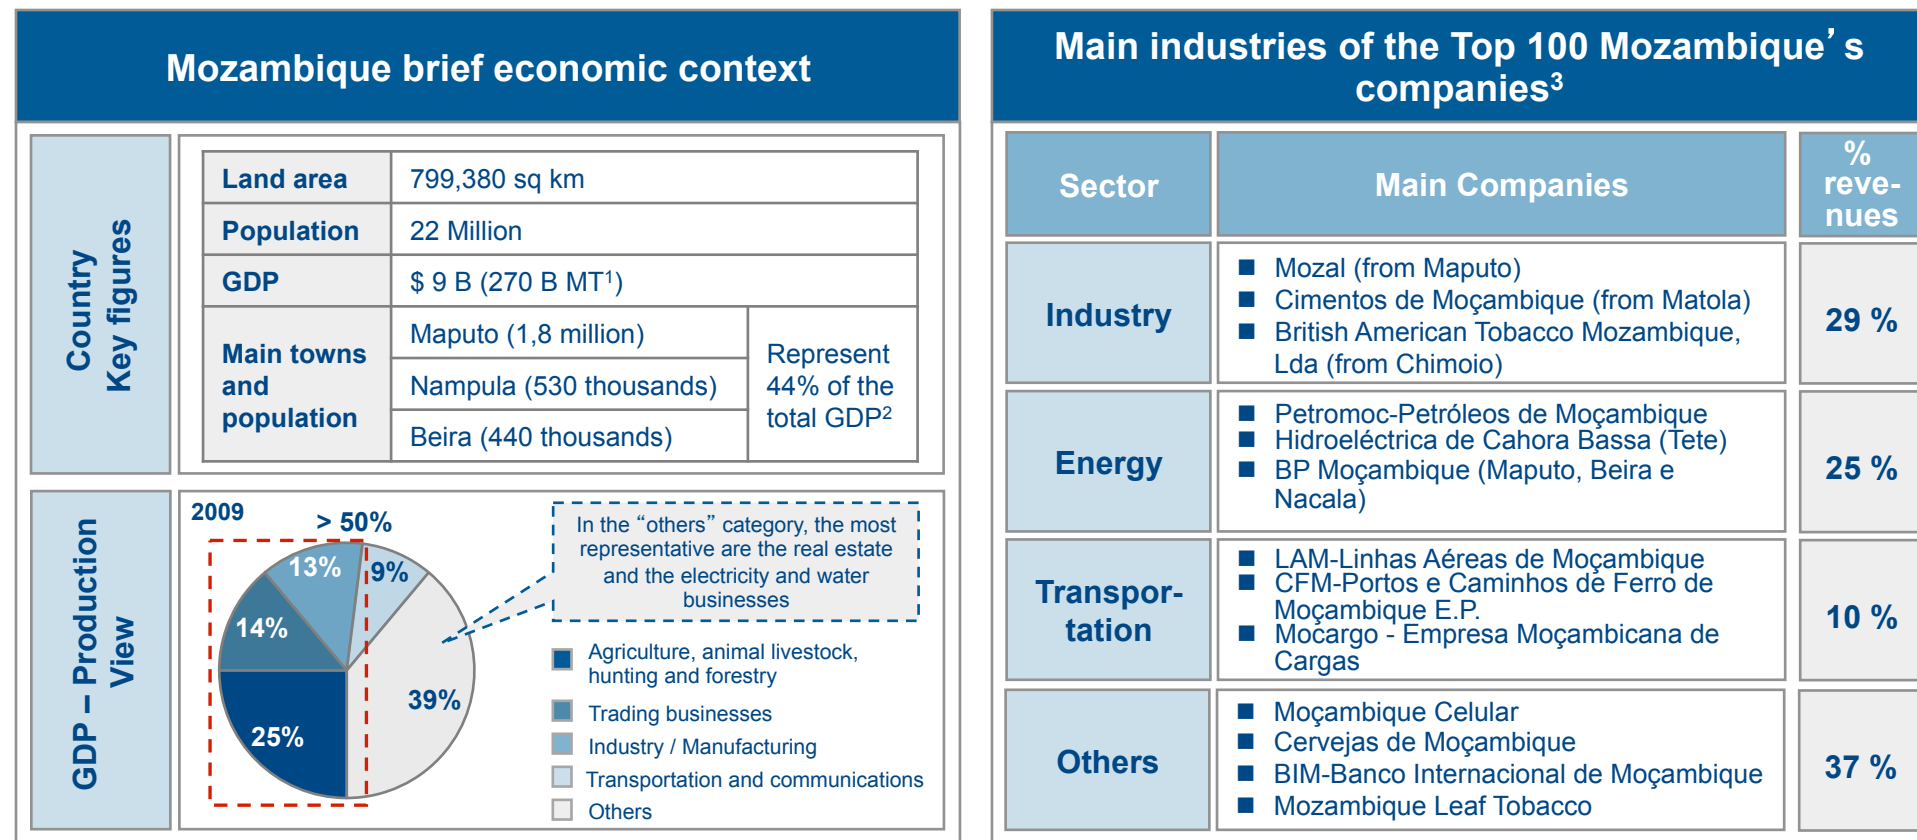 Mozambique brief economic context
Country
Key figures
Land area
799,380 sq km
Population
22 Million
GDP
$ 9 B (270 B MT1)
Main towns
and
population
Maputo (1,8 million)
Nampula (530 thousands)
Beira (440 thousands)
Represent
44% of the
total GDP2
GDP – Production
View
2009
> 50%
13%
9%
14%
25%
39%
In the “others” category, the most
representative are the real estate
and the electricity and water
businesses
Agriculture, animal livestock,
hunting and forestry
Trading businesses
Industry / Manufacturing
Transportation and communications
Others
Main industries of the Top 100 Mozambique’s
companies3
Sector
Main Companies
%
reve-
nues
Industry
■ Mozal (from Maputo)
■ Cimentos de Moçambique (from Matola)
■ British American Tobacco Mozambique,
Lda (from Chimoio)
29 %
Energy
■ Petromoc-Petróleos de Moçambique
■ Hidroeléctrica de Cahora Bassa (Tete)
■ BP Moçambique (Maputo, Beira e
Nacala)
25 %
Transpor-
tation
■ LAM-Linhas Aéreas de Moçambique
■ CFM-Portos e Caminhos de Ferro de
Moçambique E.P.
■ Mocargo - Empresa Moçambicana de
Cargas
10 %
Others
■ Moçambique Celular
■ Cervejas de Moçambique
■ BIM-Banco Internacional de Moçambique
■ Mozambique Leaf Tobacco
37 %